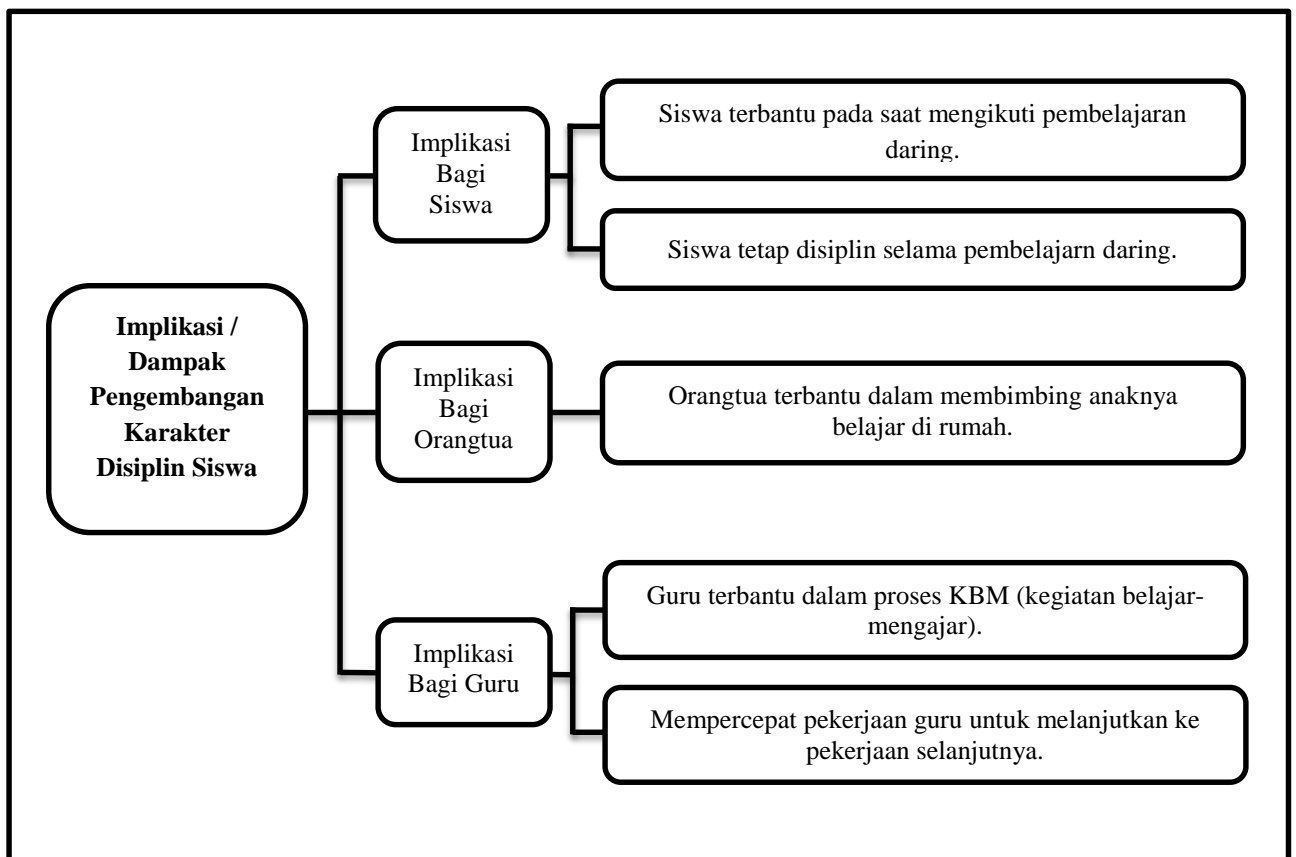 Implikasi /
Dampak
Pengembangan
Karakter
Disiplin Siswa
Implikasi
Bagi
Siswa
Siswa terbantu pada saat mengikuti pembelajaran
daring.
Siswa tetap disiplin selama pembelajarn daring.
Implikasi
Bagi
Orangtua
Orangtua terbantu dalam membimbing anaknya
belajar di rumah.
Implikasi
Bagi Guru
Guru terbantu dalam proses KBM (kegiatan belajar-
mengajar).
Mempercepat pekerjaan guru untuk melanjutkan ke
pekerjaan selanjutnya.